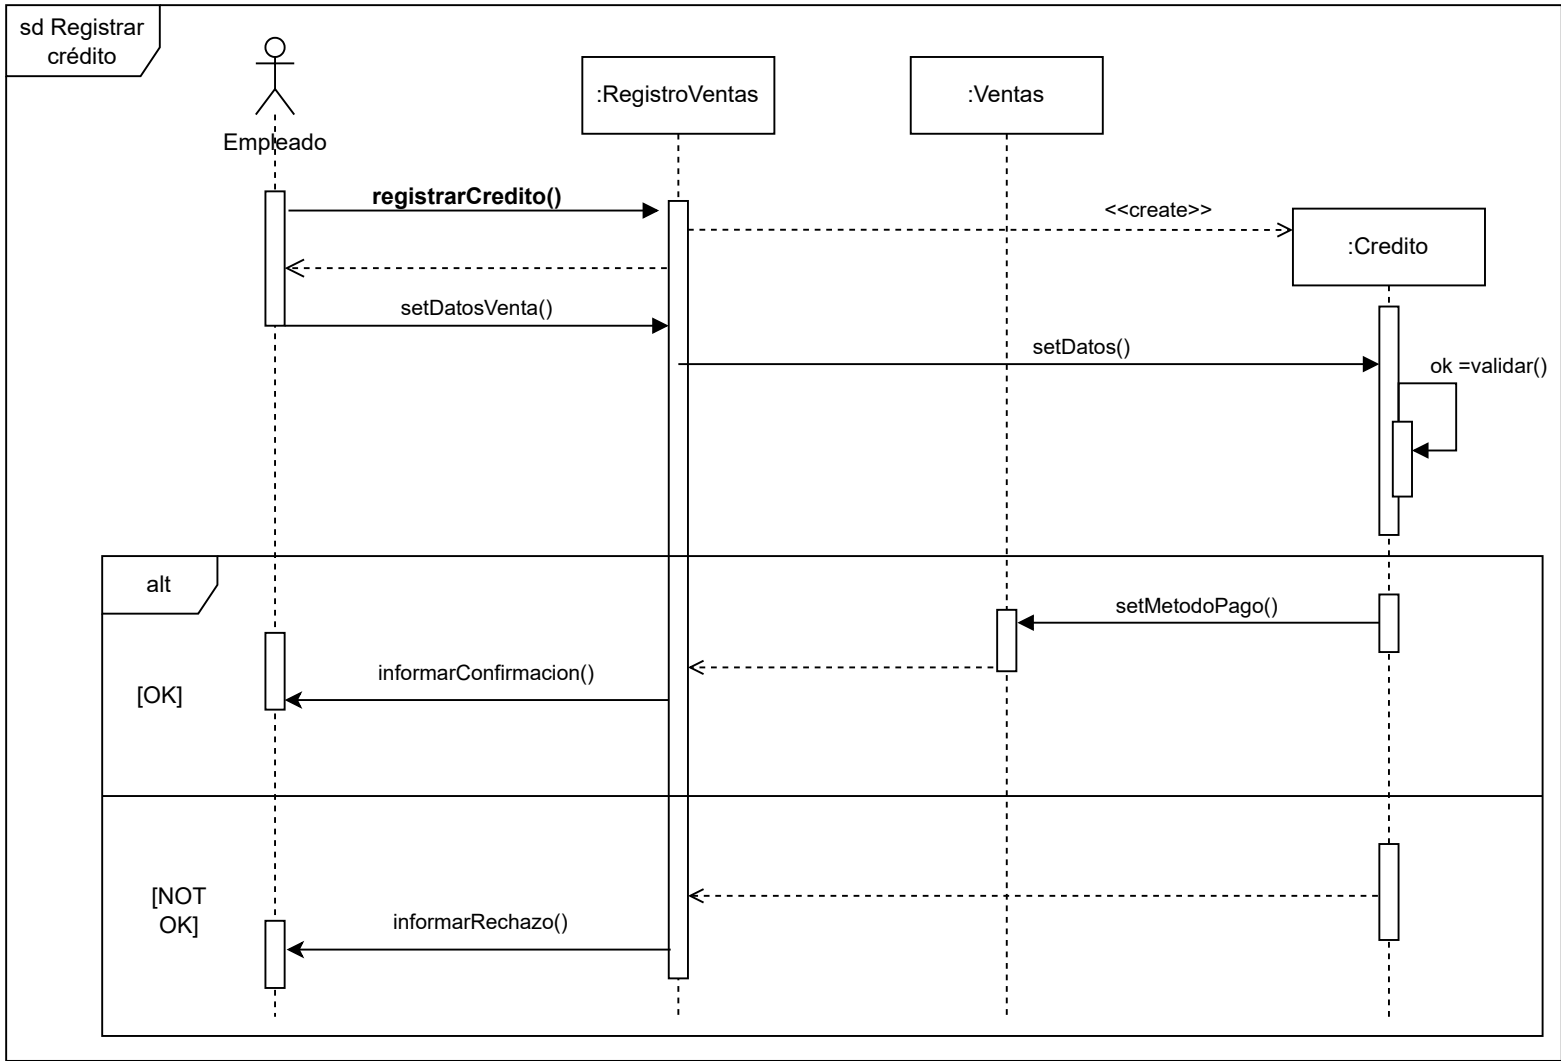 sd Registrar
crédito
Empleado
:RegistroVentas
:Ventas
registrarCredito()
<<create>>
:Credito
setDatosVenta()
setDatos()
ok =validar()
alt
setMetodoPago()
informarConfirmacion()
[OK]
[NOT
OK]
informarRechazo()